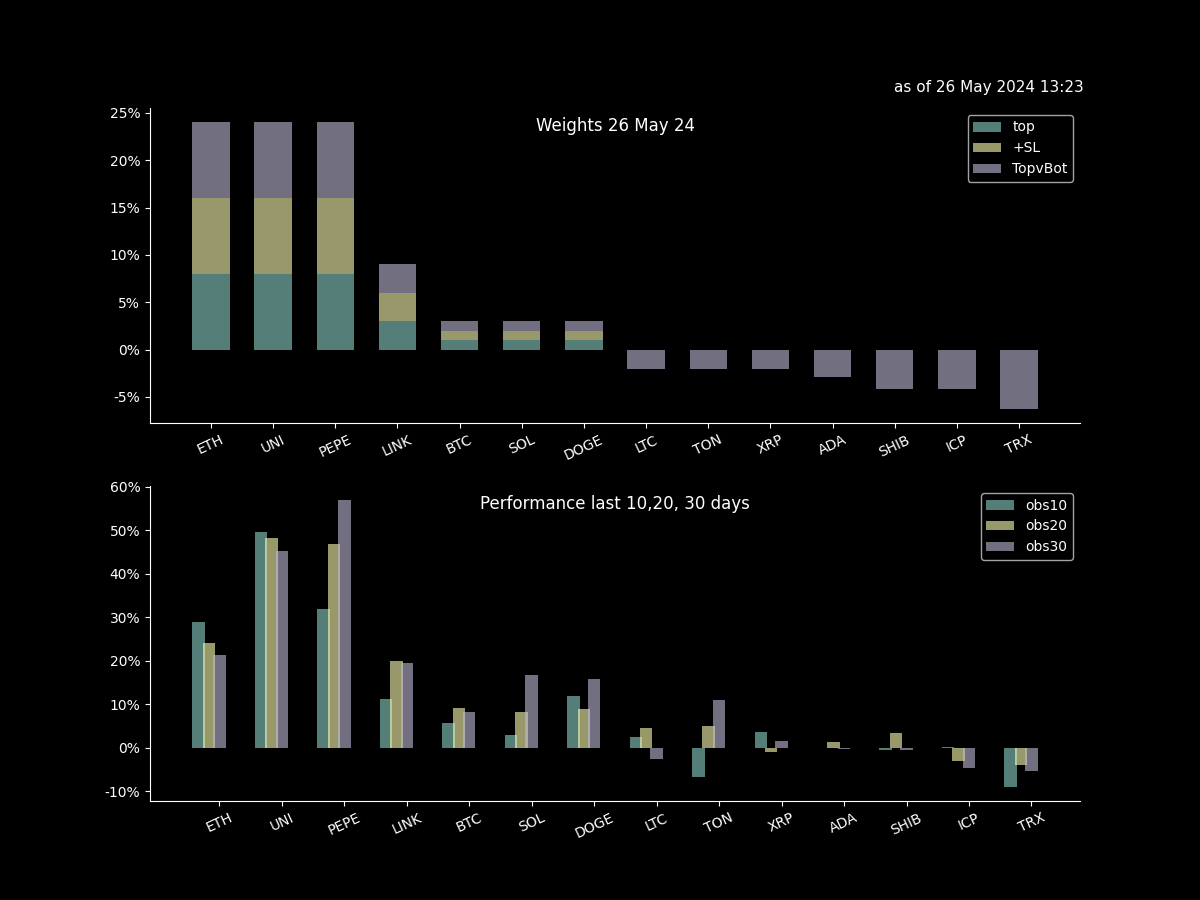 as of 26 May 2024 13:23
Weights 26 May 24
top
+SL
TopvBot
25%
20%
15%
10%
5%
0%
-5%
ETH UNI PEPE LINK BTC SOL DOGE LTC TON XRP ADA SHIB ICP TRX
Performance last 10,20, 30 days
obs10
obs20
obs30
60%
50%
40%
30%
20%
10%
0%
-10%
ETH UNI PEPE LINK BTC SOL DOGE LTC TON XRP ADA SHIB ICP TRX